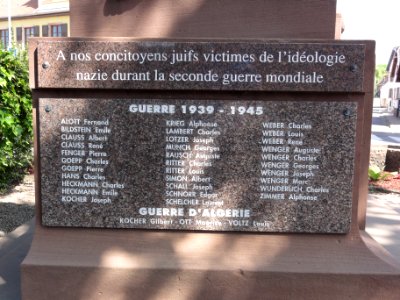 A nos concitoyens juifs victimes de l'idéologie
nazie durant la seconde guerre mondiale
GUERRE 1939 - 1945
ALOTT Fernand
BILDSTEIN Emile
CLAUSS Albert
CLAUSS René
FENGER Pierre
GOEPP Charles
GOEPP Pierre
HANS Charles
HECKMANN Charles
HECKMANN Emile
KOCHER Joseph
KRIEG Alphonse
LAMBERT Charles
LOTZER Joseph
MUNCH Georges
RAUSCH Auguste
RITTER Charles
RITTER Louis
SIMON Albert
SCHALL Joseph
SCHNORR Edgar
SCHELCHER Laurent
WEBER Charles
WEBER Louis
WEBER René
WENGER Auguste
WENGER Charles
WENGER Georges
WENGER Joseph
WENGER Marc
WUNDERLICH Charles
ZIMMER Alphonse
GUERRE D'ALGERIE
KOCHER Gilbert - OTT Maurice - VOLTZ Louis